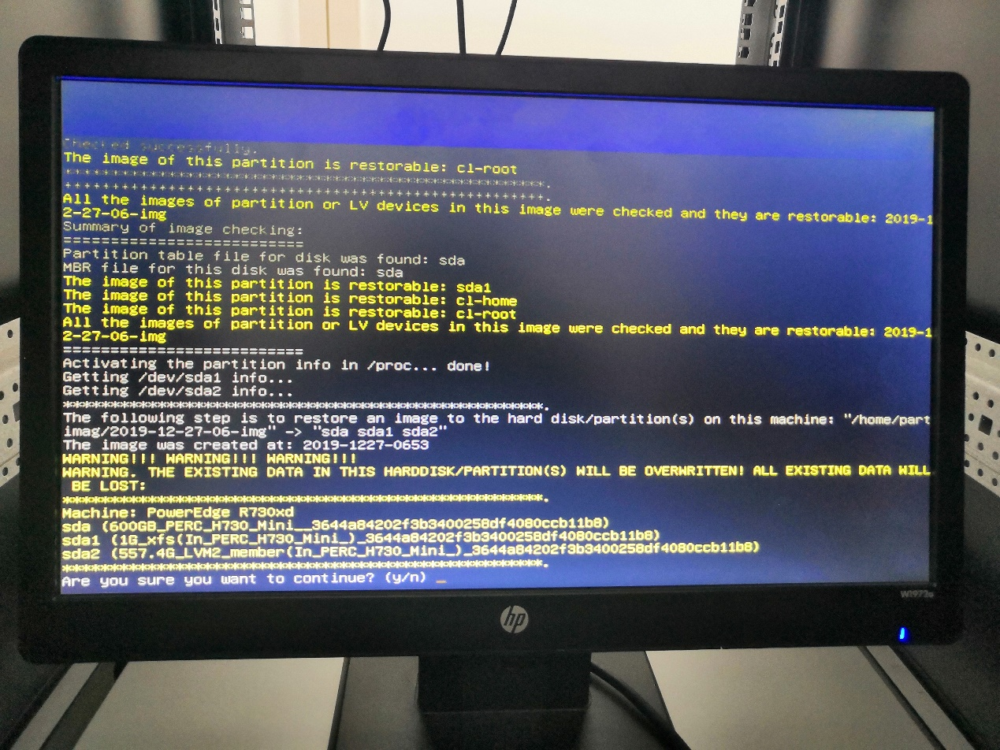 Checked successfully.
The image of this partition is restorable: cl-root
*****************************************************************.
+++++++++++++++++++++++++++++++++++++++++++++++++++++++++++++++++.
All the images of partition or LV devices in this image were checked and they are restorable: 2019-1
2-27-06-img
Summary of image checking:
==========================
Partition table file for disk was found: sda
MBR file for this disk was found: sda
The image of this partition is restorable: sda1
The image of this partition is restorable: cl-home
The image of this partition is restorable: cl-root
All the images of partition or LV devices in this image were checked and they are restorable: 2019-1
2-27-06-img
==========================
Activating the partition info in /proc... done!
Getting /dev/sda1 info...
Getting /dev/sda2 info...
*****************************************************************.
The following step is to restore an image to the hard disk/partition(s) on this machine: "/home/part
imag/2019-12-27-06-img" -> "sda sda1 sda2"
The image was created at: 2019-1227-0653
WARNING!!! WARNING!!! WARNING!!!
WARNING. THE EXISTING DATA IN THIS HARDDISK/PARTITION(S) WILL BE OVERWRITTEN! ALL EXISTING DATA WILL
BE LOST:
*****************************************************************.
Machine: PowerEdge R730xd
sda (600GB_PERC_H730_Mini__3644a84202f3b3400258df4080ccb11b8)
sda1 (1G_xfs(In_PERC_H730_Mini_)_3644a84202f3b3400258df4080ccb11b8)
sda2 (557.4G_LVM2_member(In_PERC_H730_Mini_)_3644a84202f3b3400258df4080ccb11b8)
*****************************************************************.
Are you sure you want to continue? (y/n) _
W1972a
hp